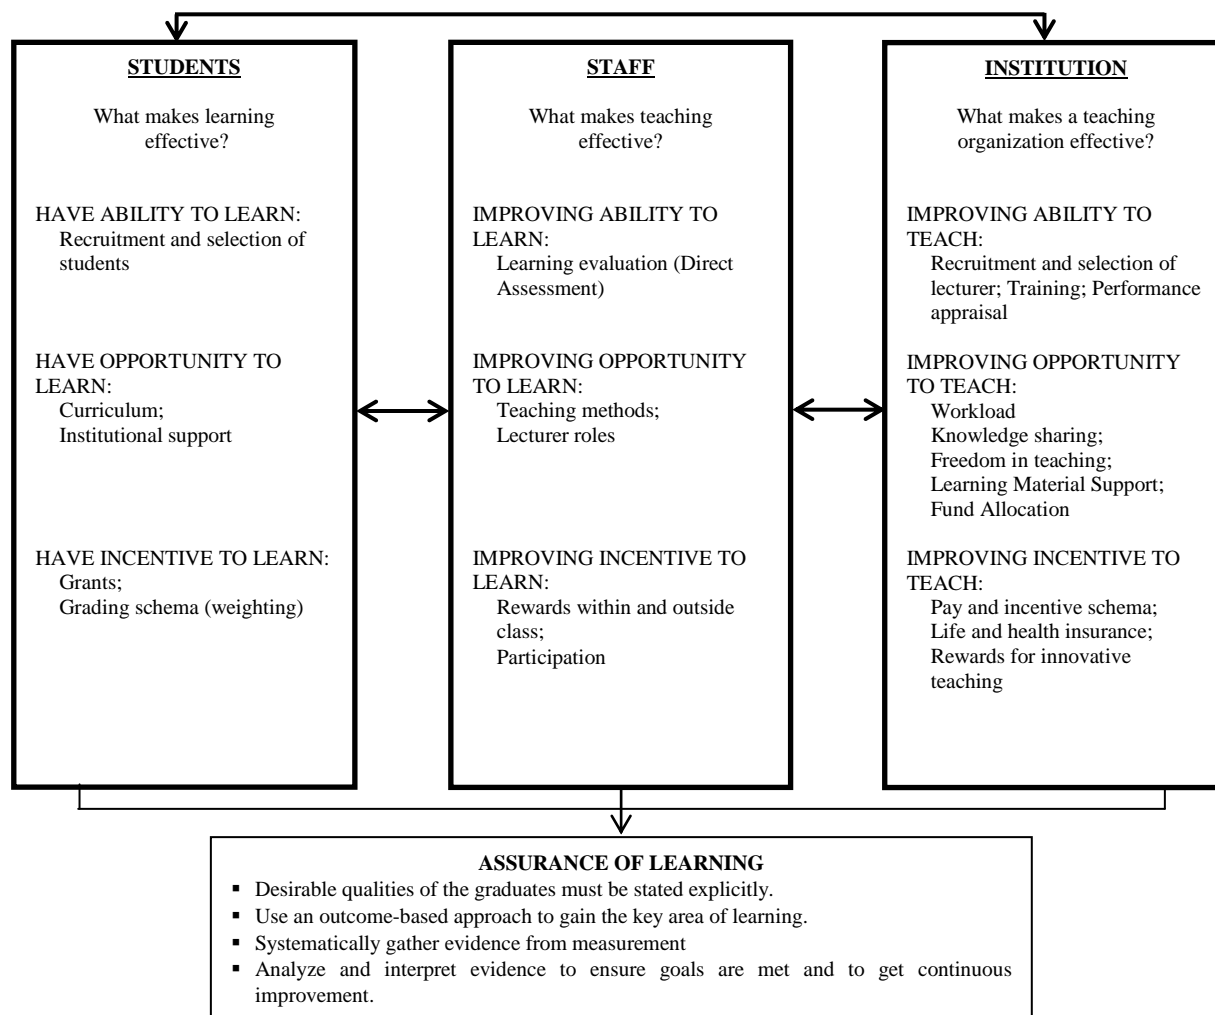 STUDENTS
What makes learning
effective?
HAVE ABILITY TO LEARN:
Recruitment and selection of
students
HAVE OPPORTUNITY TO
LEARN:
Curriculum;
Institutional support
HAVE INCENTIVE TO LEARN:
Grants;
Grading schema (weighting)
STAFF
What makes teaching
effective?
IMPROVING ABILITY TO
LEARN:
Learning evaluation (Direct
Assessment)
IMPROVING OPPORTUNITY
TO LEARN:
Teaching methods;
Lecturer roles
IMPROVING INCENTIVE TO
LEARN:
Rewards within and outside
class;
Participation
INSTITUTION
What makes a teaching
organization effective?
IMPROVING ABILITY TO
TEACH:
Recruitment and selection of
lecturer; Training; Performance
appraisal
IMPROVING OPPORTUNITY
TO TEACH:
Workload
Knowledge sharing;
Freedom in teaching;
Learning Material Support;
Fund Allocation
IMPROVING INCENTIVE TO
TEACH:
Pay and incentive schema;
Life and health insurance;
Rewards for innovative
teaching
ASSURANCE OF LEARNING
▪ Desirable qualities of the graduates must be stated explicitly.
▪ Use an outcome-based approach to gain the key area of learning.
▪ Systematically gather evidence from measurement
▪ Analyze and interpret evidence to ensure goals are met and to get continuous
improvement.